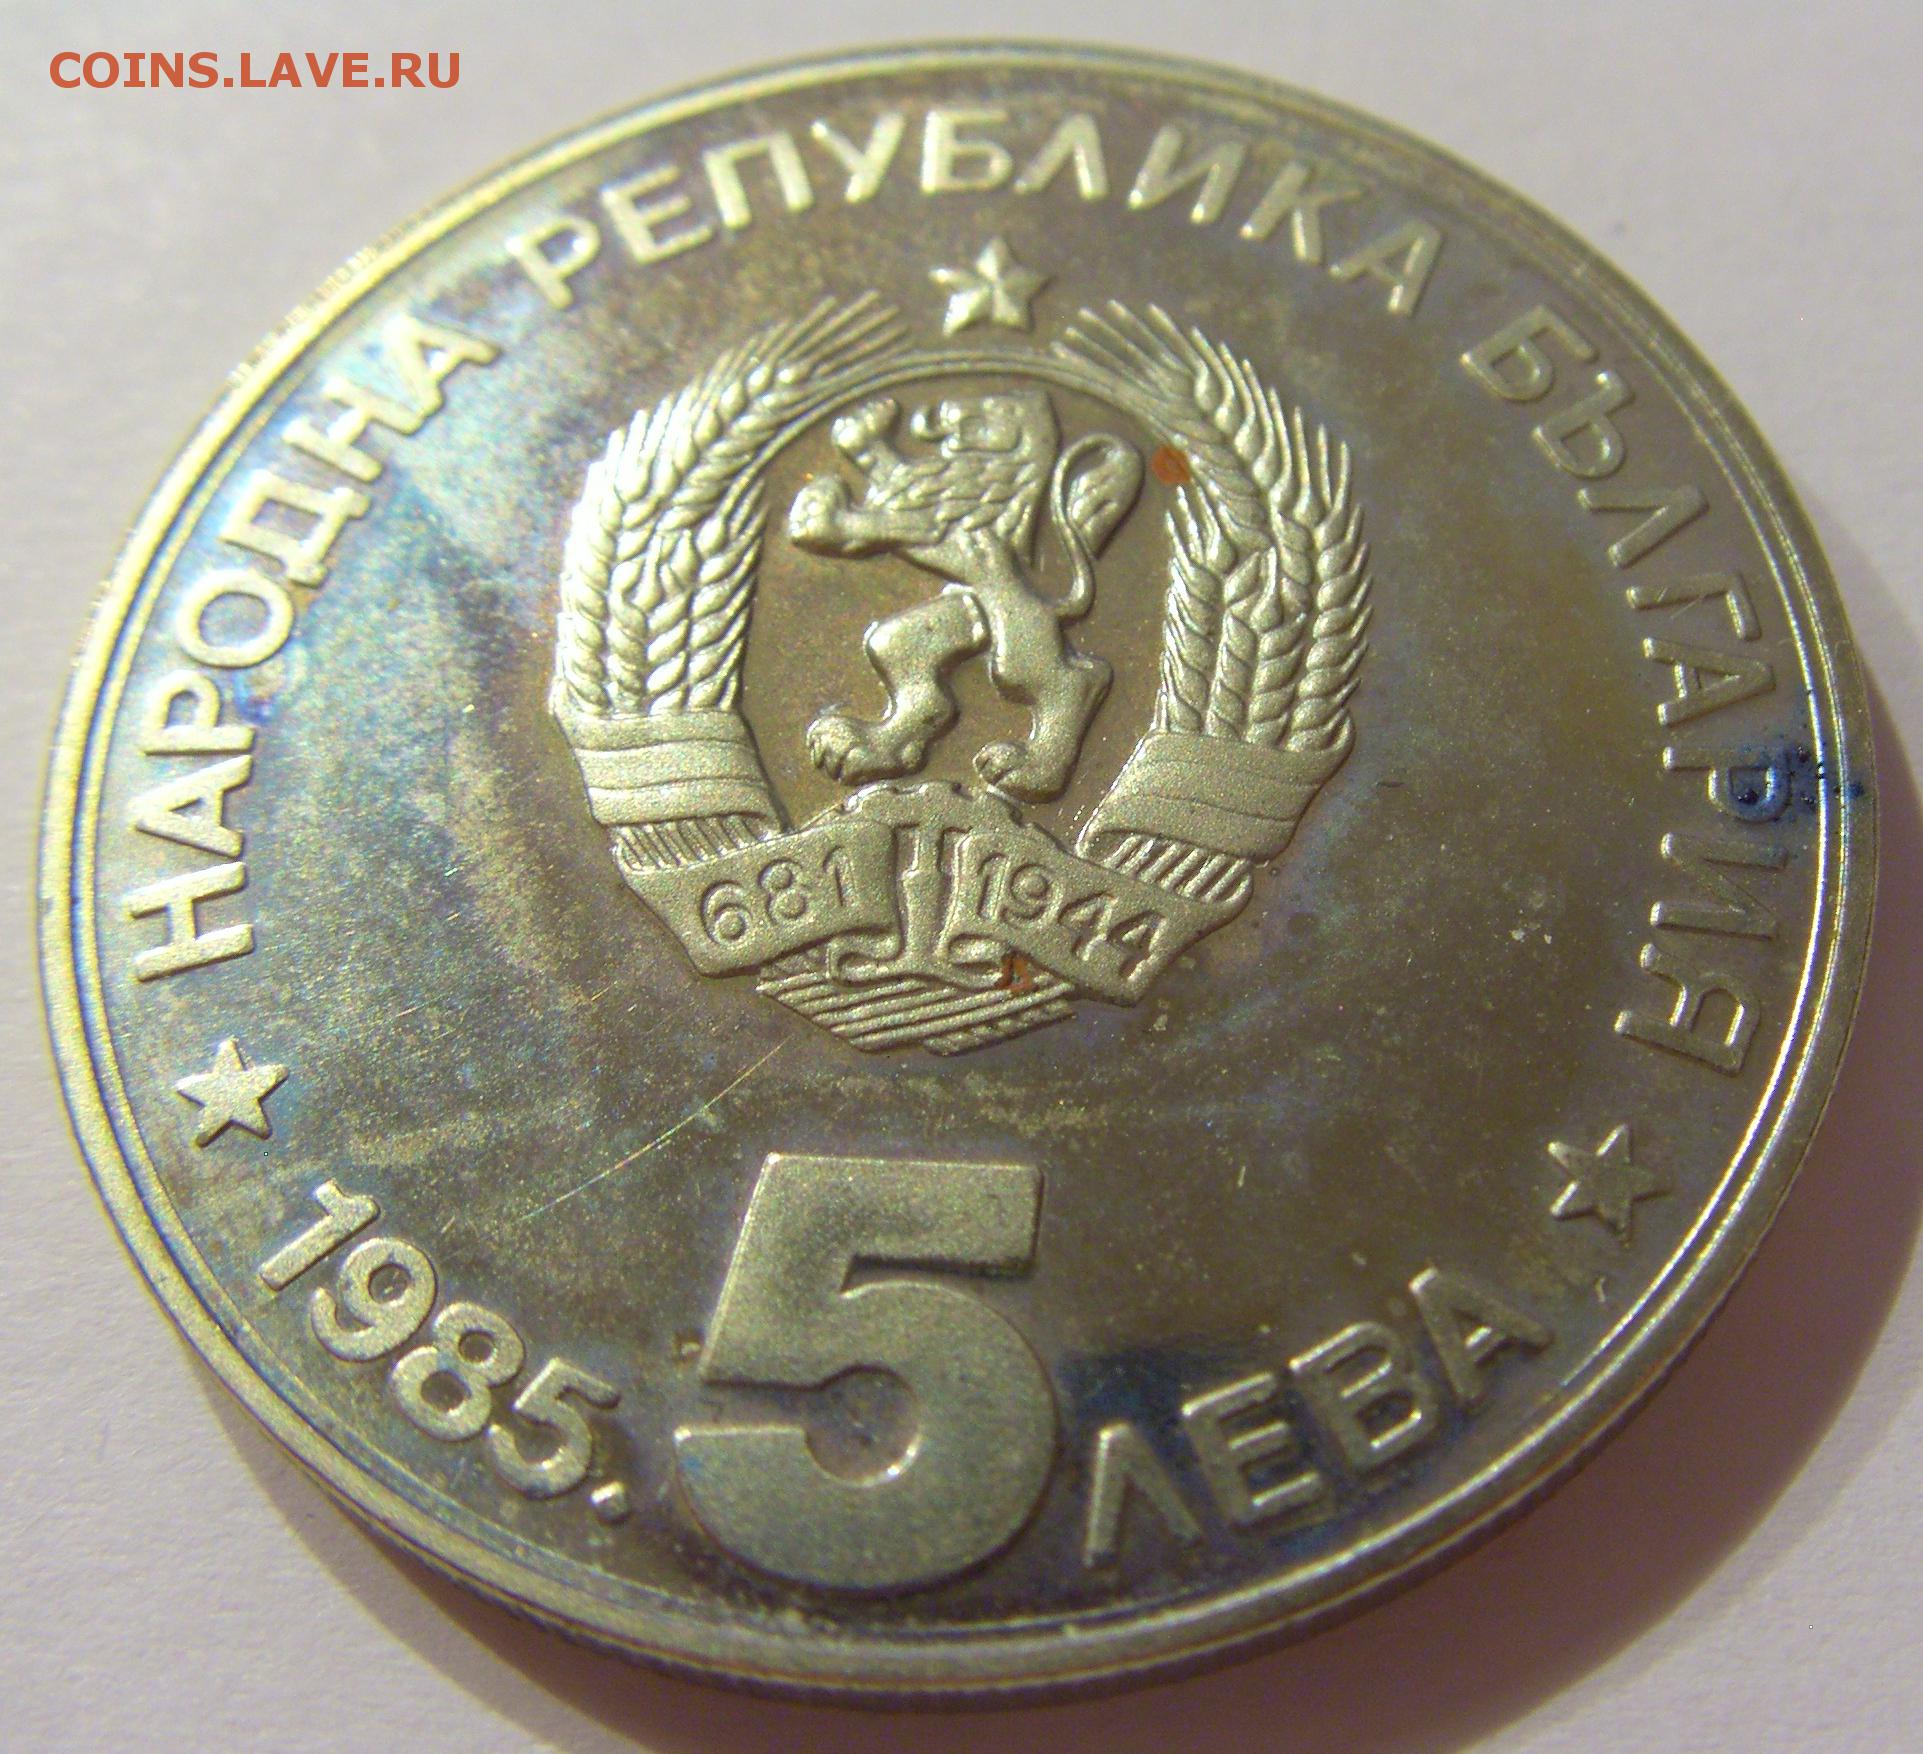 COINS.LAVE.RU
НАРОДНА РЕПУБЛИКА БЪЛГАРИЯ
681 1944
1985. 5 ЛЕВА